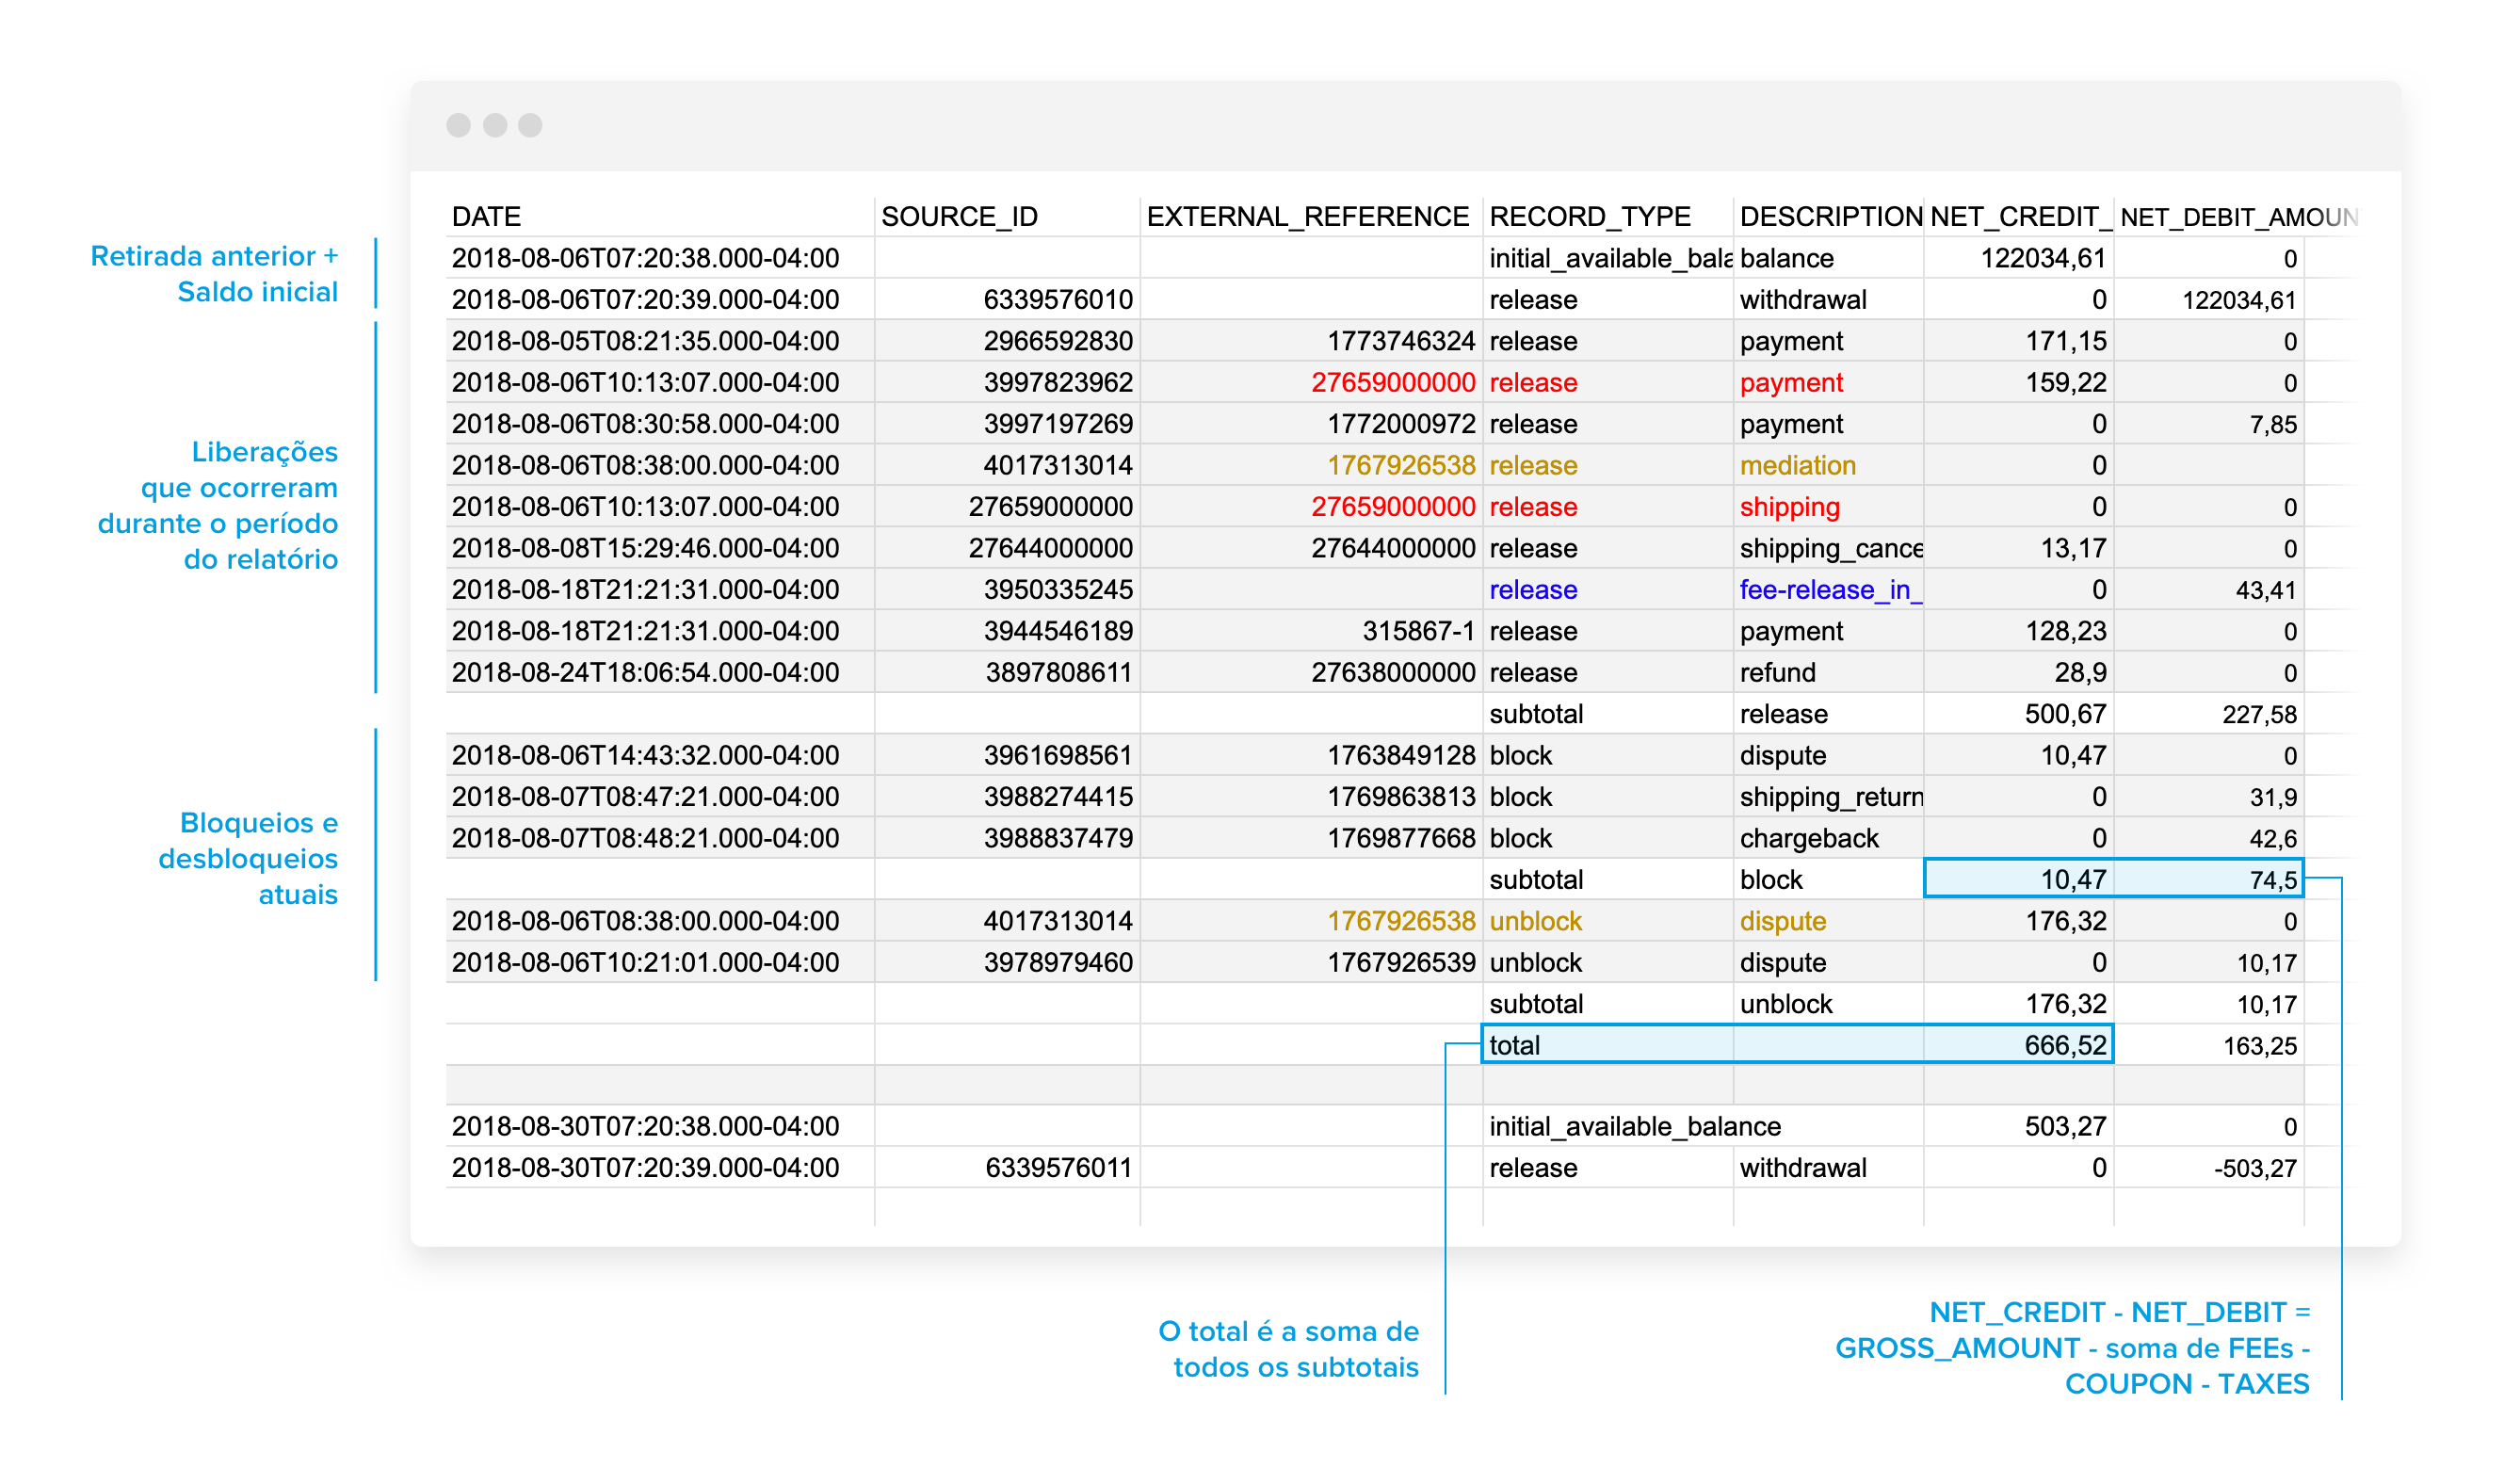 DATE SOURCE_ID EXTERNAL_REFERENCE RECORD_TYPE DESCRIPTION NET_CREDIT_ NET_DEBIT_AMOUN
Retirada anterior +
Saldo inicial
2018-08-06T07:20:38.000-04:00 initial_available_bala balance 122034,61 0
2018-08-06T07:20:39.000-04:00 6339576010 release withdrawal 0 122034,61
Liberações
que ocorreram
durante o período
do relatório
2018-08-05T08:21:35.000-04:00 2966592830 1773746324 release payment 171,15 0
2018-08-06T10:13:07.000-04:00 3997823962 27659000000 release payment 159,22 0
2018-08-06T08:30:58.000-04:00 3997197269 1772000972 release payment 0 7,85
2018-08-06T08:38:00.000-04:00 4017313014 1767926538 release mediation 0
2018-08-06T10:13:07.000-04:00 27659000000 27659000000 release shipping 0 0
2018-08-08T15:29:46.000-04:00 27644000000 27644000000 release shipping_cance 13,17 0
2018-08-18T21:21:31.000-04:00 3950335245 release fee-release_in_ 0 43,41
2018-08-18T21:21:31.000-04:00 3944546189 315867-1 release payment 128,23 0
2018-08-24T18:06:54.000-04:00 3897808611 27638000000 release refund 28,9 0
subtotal release 500,67 227,58
Bloqueios e
desbloqueios
atuais
2018-08-06T14:43:32.000-04:00 3961698561 1763849128 block dispute 10,47 0
2018-08-07T08:47:21.000-04:00 3988274415 1769863813 block shipping_return 0 31,9
2018-08-07T08:48:21.000-04:00 3988837479 1769877668 block chargeback 0 42,6
subtotal block 10,47 74,5
2018-08-06T08:38:00.000-04:00 4017313014 1767926538 unblock dispute 176,32 0
2018-08-06T10:21:01.000-04:00 3978979460 1767926539 unblock dispute 0 10,17
subtotal unblock 176,32 10,17
total 666,52 163,25
2018-08-30T07:20:38.000-04:00 initial_available_balance 503,27 0
2018-08-30T07:20:39.000-04:00 6339576011 release withdrawal 0 -503,27
O total é a soma de
todos os subtotais
NET_CREDIT - NET_DEBIT =
GROSS_AMOUNT - soma de FEEs -
COUPON - TAXES